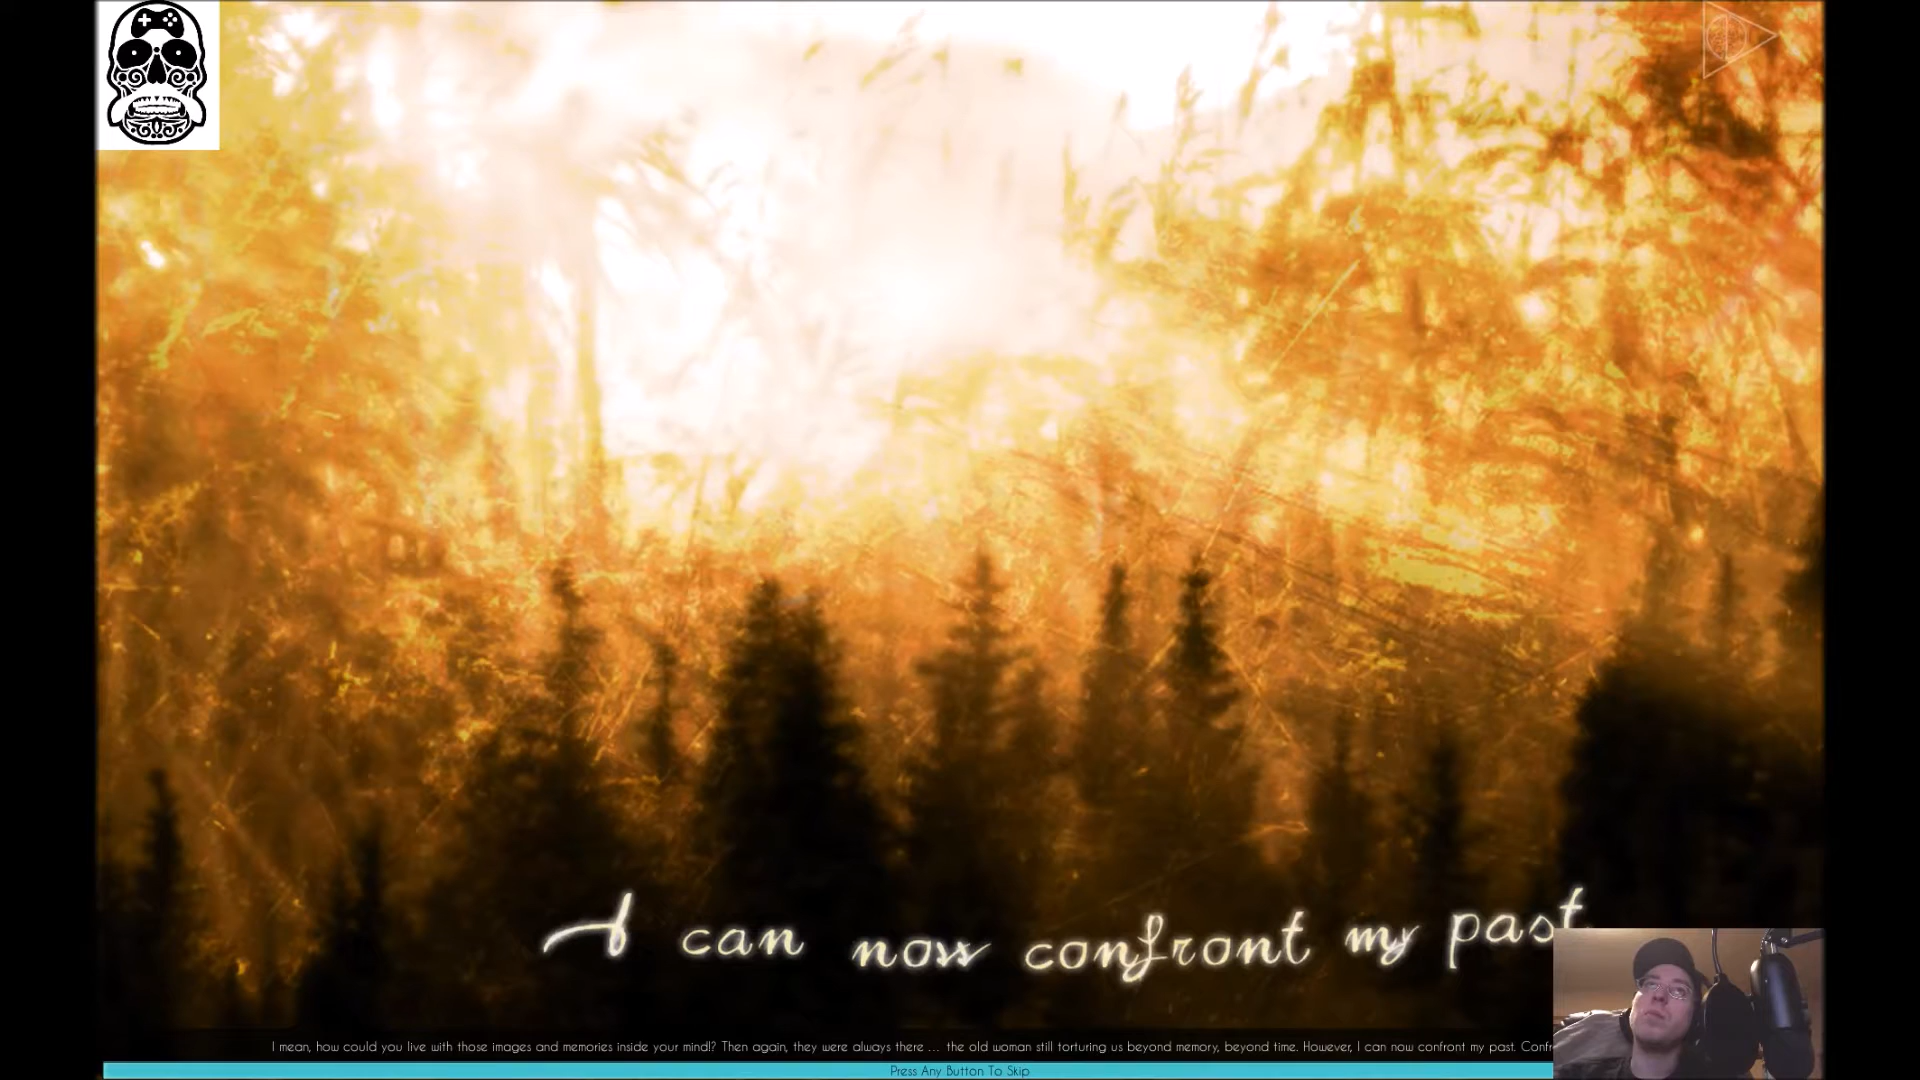 I can now confront my past
I mean, how could you live with those images and memories inside your mind!? Then again, they were always there ... the old woman still torturing us beyond memory, beyond time. However, I can now confront my past. Confr
Press Any Button To Skip